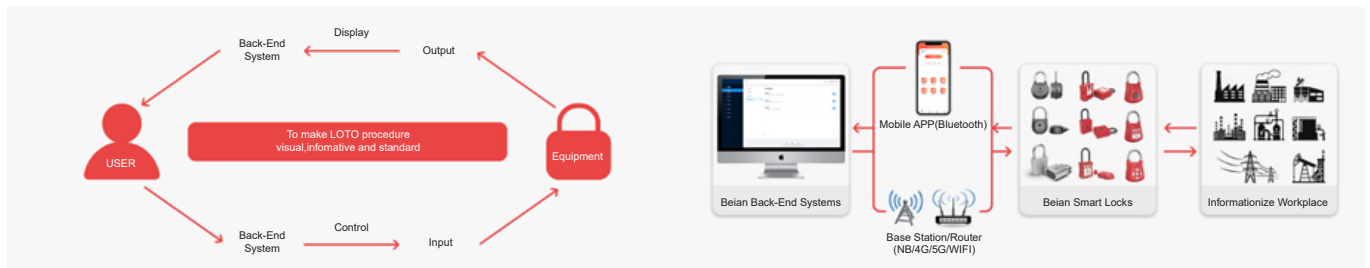 Display
Back-End
System
Output
To make LOTO procedure
visual,infomative and standard
USER
Equipment
Back-End
System
Control
Input
Mobile APP(Bluetooth)
Beian Back-End Systems
Beian Smart Locks
Informationize Workplace
Base Station/Router
(NB/4G/5G/WIFI)